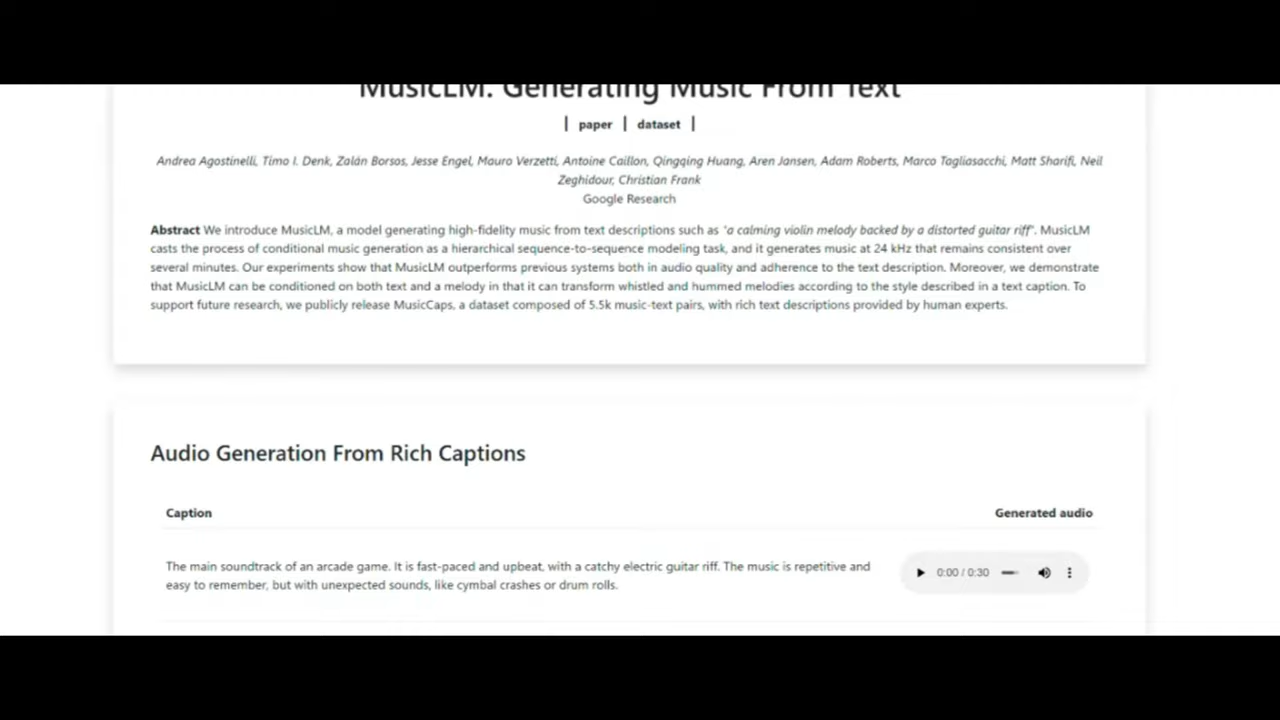 MusicLM: Generating Music From Text
| paper | dataset |
Andrea Agostinelli, Timo I. Denk, Zalán Borsos, Jesse Engel, Mauro Verzetti, Antoine Caillon, Qingqing Huang, Aren Jansen, Adam Roberts, Marco Tagliasacchi, Matt Sharifi, Neil
Zeghidour, Christian Frank
Google Research
Abstract We introduce MusicLM, a model generating high-fidelity music from text descriptions such as "a calming violin melody backed by a distorted guitar riff". MusicLM
casts the process of conditional music generation as a hierarchical sequence-to-sequence modeling task, and it generates music at 24 kHz that remains consistent over
several minutes. Our experiments show that MusicLM outperforms previous systems both in audio quality and adherence to the text description. Moreover, we demonstrate
that MusicLM can be conditioned on both text and a melody in that it can transform whistled and hummed melodies according to the style described in a text caption. To
support future research, we publicly release MusicCaps, a dataset composed of 5.5k music-text pairs, with rich text descriptions provided by human experts.
Audio Generation From Rich Captions
Caption Generated audio
The main soundtrack of an arcade game. It is fast-paced and upbeat, with a catchy electric guitar riff. The music is repetitive and
easy to remember, but with unexpected sounds, like cymbal crashes or drum rolls.
0:00 / 0:30